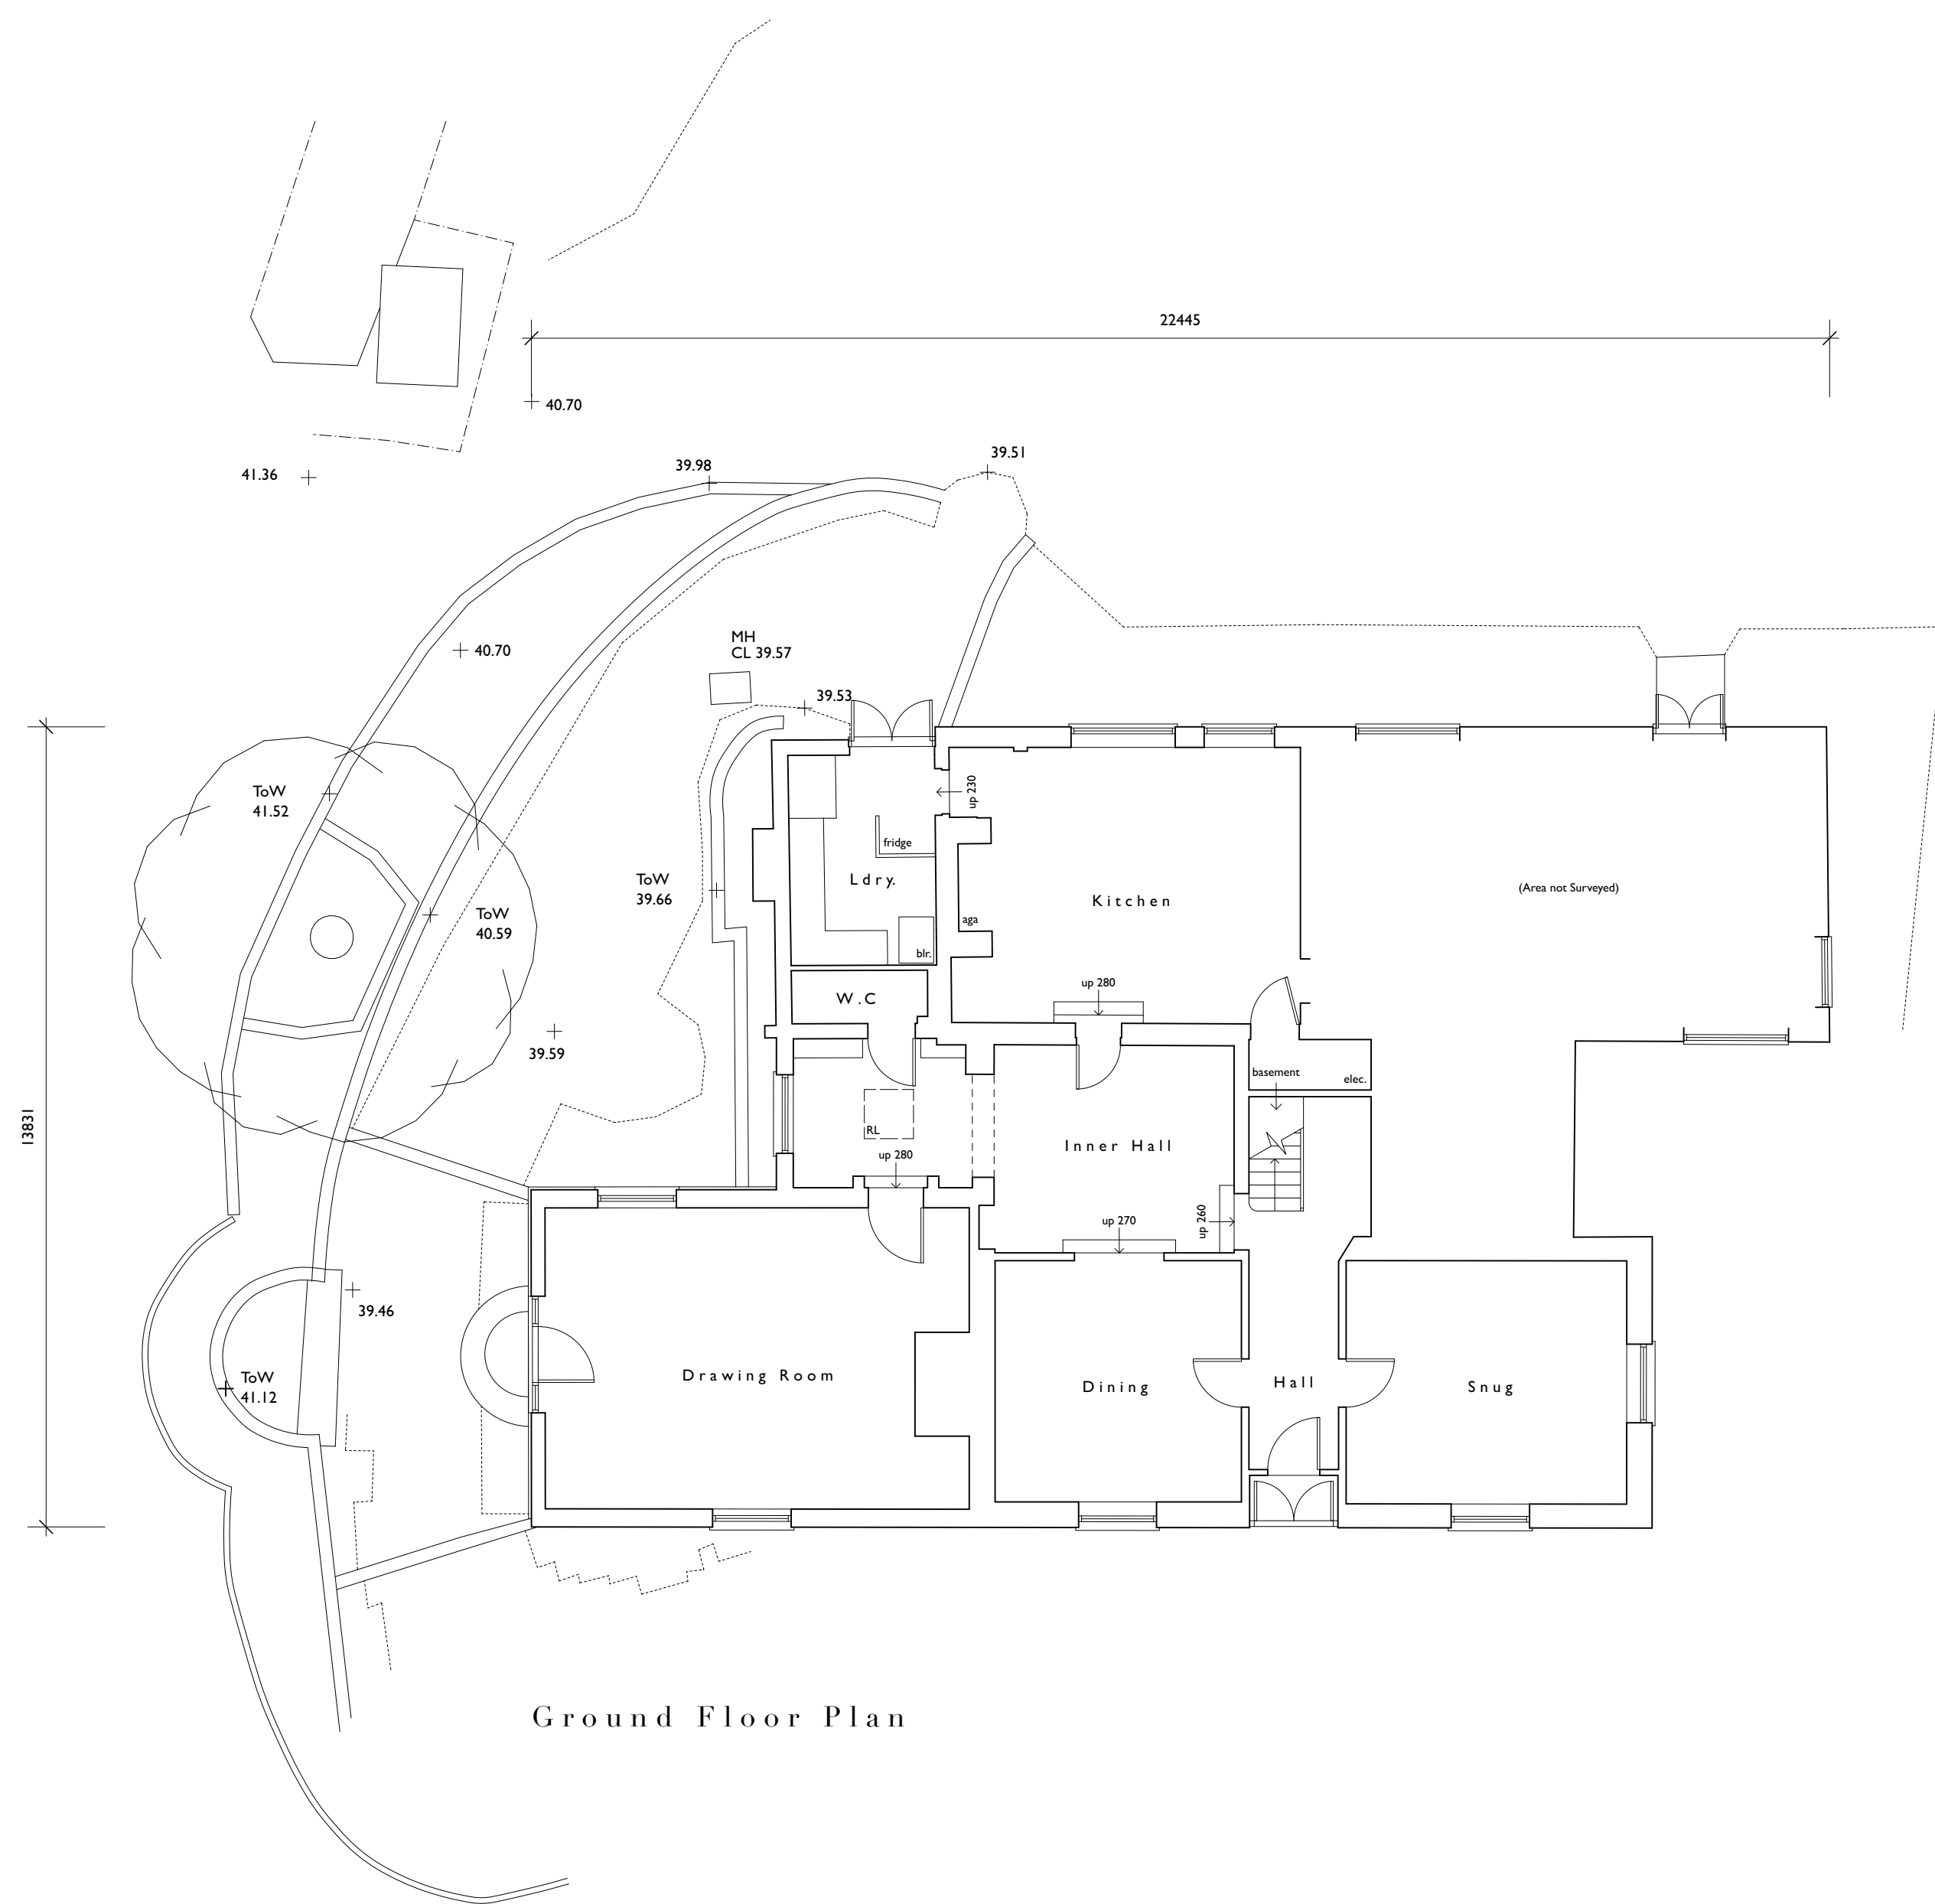 22445
40.70
39.51
39.98
41.36
MH
CL 39.57
40.70
39.53
up 230
ToW
41.52
fridge
Ldry.
ToW
39.66
(Area not Surveyed)
Kitchen
aga
ToW
40.59
blr.
up 280
W.C
39.59
basement
elec.
13831
RL
Inner Hall
up 280
up 270
up 260
39.46
Drawing Room
ToW
41.12
Dining
Hall
Snug
Ground Floor Plan